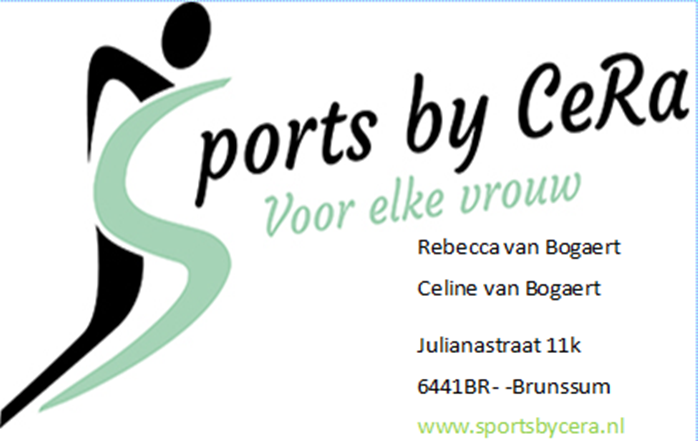 Sports by CeRa
Voor elke vrouw
Rebecca van Bogaert
Celine van Bogaert
Julianastraat 11k
6441BR- -Brunssum
www.sportsbycera.nl